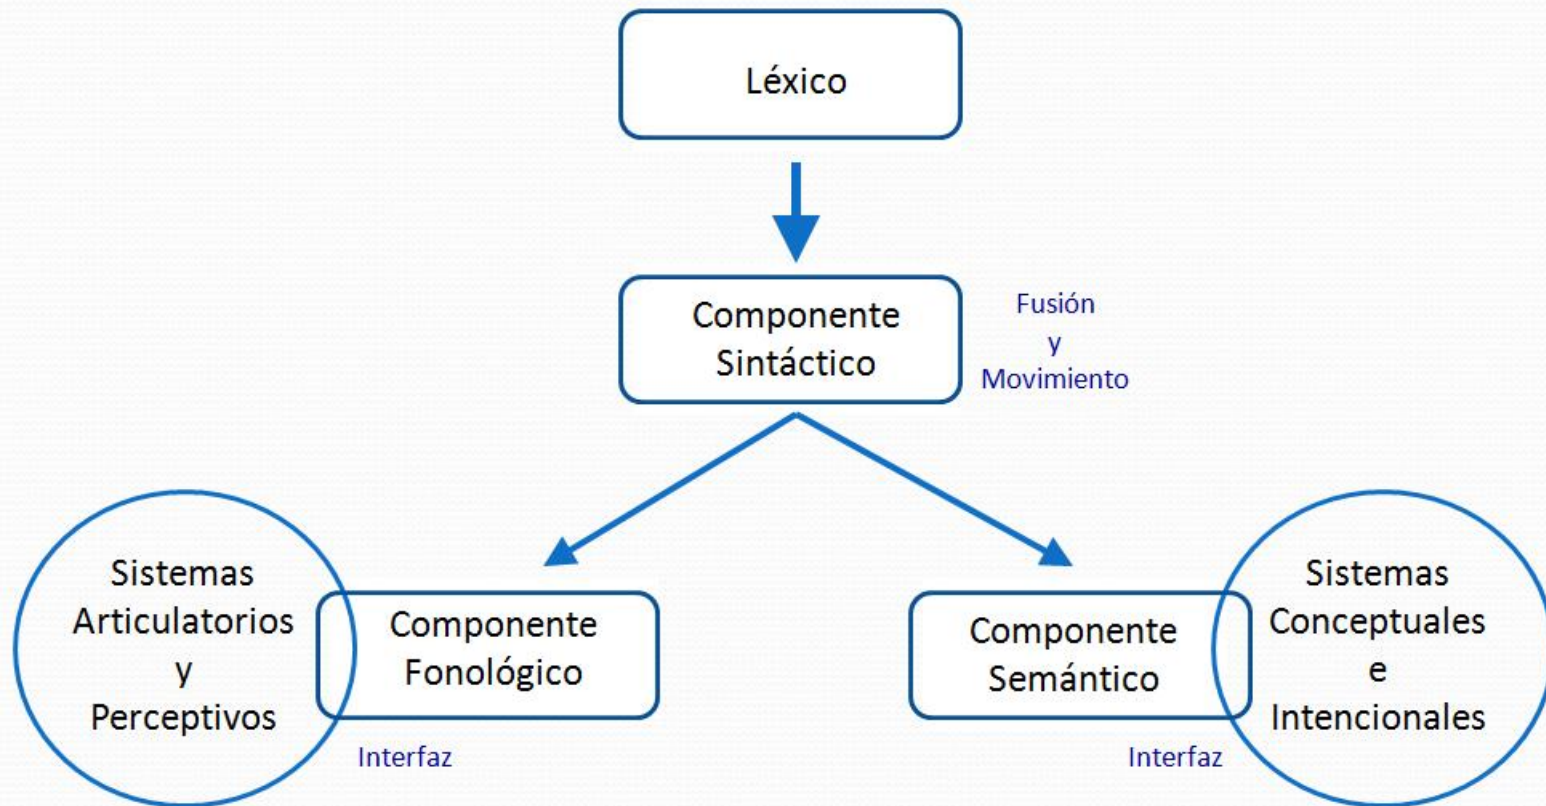 Léxico
Componente
Sintáctico
Fusión
y
Movimiento
Sistemas
Articulatorios
y
Perceptivos
Componente
Fonológico
Interfaz
Componente
Semántico
Interfaz
Sistemas
Conceptuales
e
Intencionales